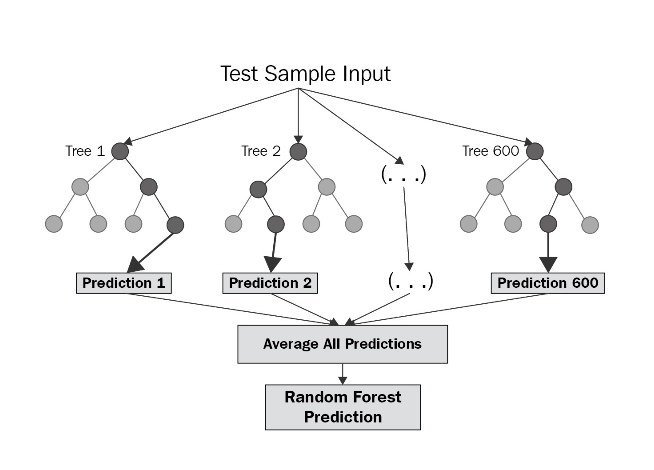 Test Sample Input
Tree 1
Tree 2
(. . .)
Tree 600
Prediction 1
Prediction 2
(. . .)
Prediction 600
Average All Predictions
Random Forest
Prediction